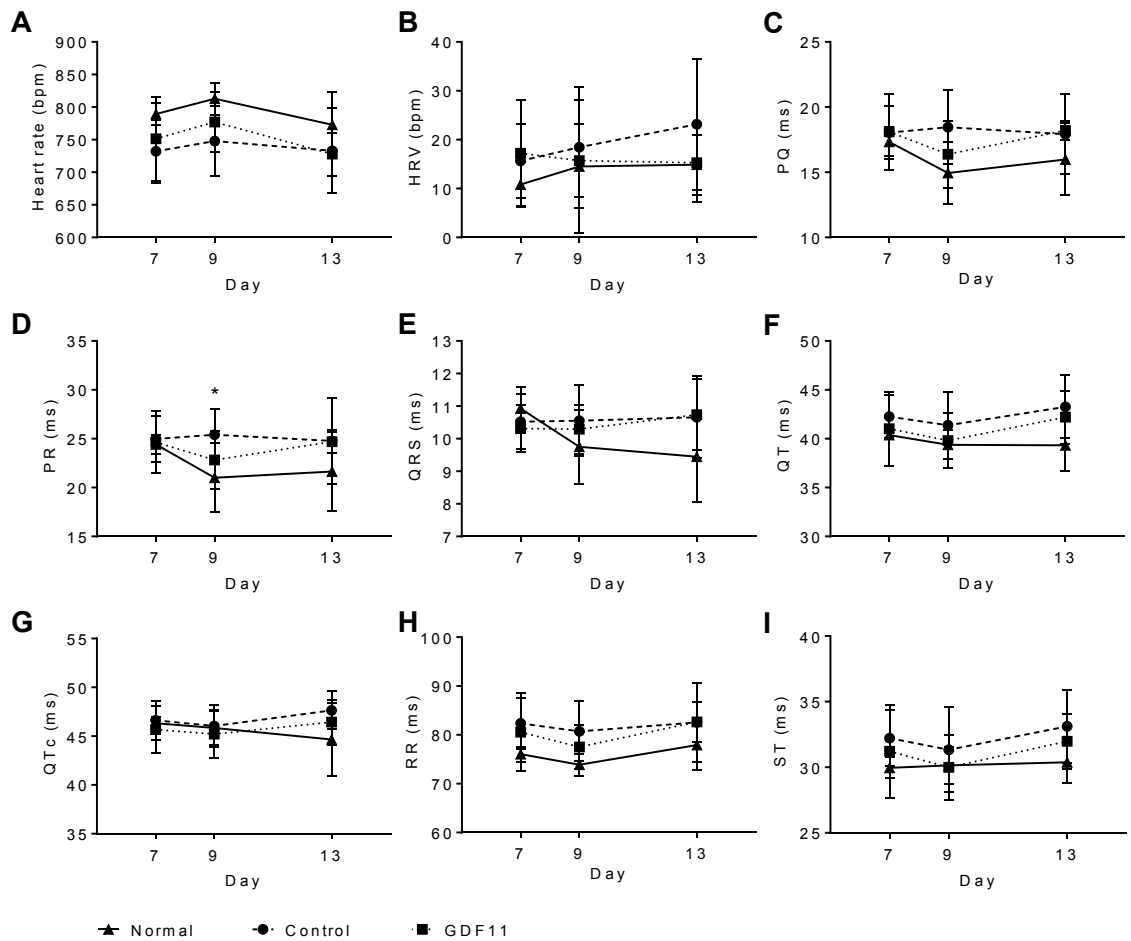 A
B
C
900
850
800
750
700
650
600
Heart rate (bpm)
7 9 13
Day
40
30
20
10
0
HRV (bpm)
7 9 13
Day
25
20
15
10
PQ (ms)
7 9 13
Day
D
E
F
35
30
25
20
15
PR (ms)
*
7 9 13
Day
13
12
11
10
9
8
7
QRS (ms)
7 9 13
Day
50
45
40
35
30
QT (ms)
7 9 13
Day
G
H
I
55
50
45
40
35
QTc (ms)
7 9 13
Day
100
90
80
70
60
RR (ms)
7 9 13
Day
40
35
30
25
ST (ms)
7 9 13
Day
Normal Control GDF11